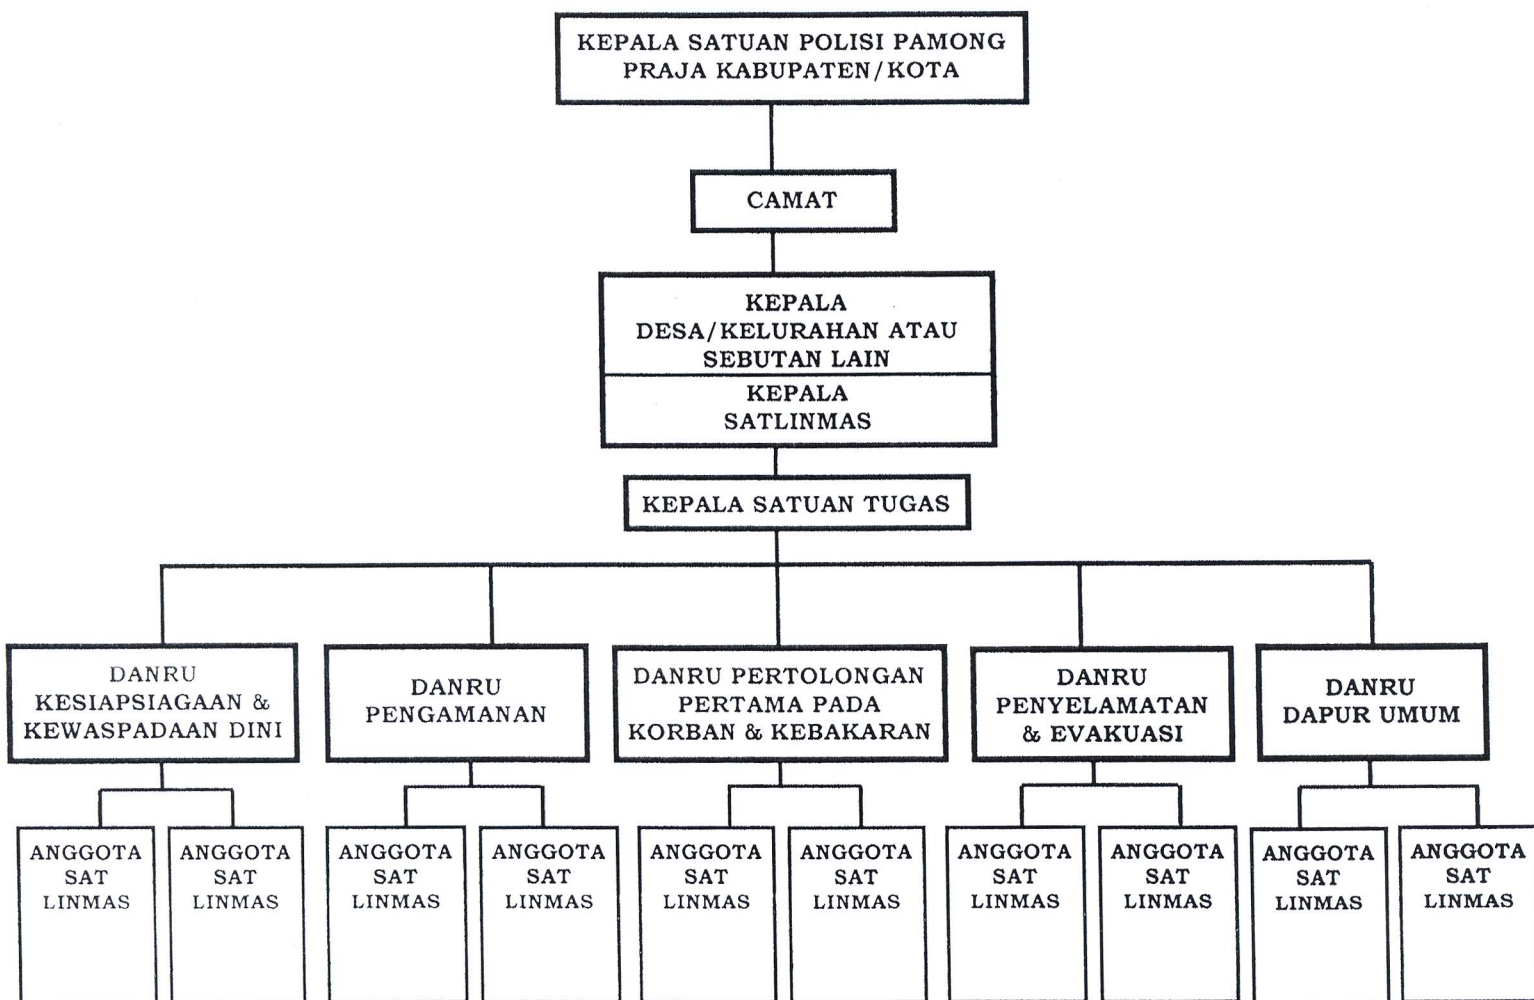 KEPALA SATUAN POLISI PAMONG
PRAJA KABUPATEN/KOTA
CAMAT
KEPALA
DESA/KELURAHAN ATAU
SEBUTAN LAIN
KEPALA
SATLINMAS
KEPALA SATUAN TUGAS
DANRU
KESIAPSIAGAAN &
KEWASPADAAN DINI
DANRU
PENGAMANAN
DANRU PERTOLONGAN
PERTAMA PADA
KORBAN & KEBAKARAN
DANRU
PENYELAMATAN
& EVAKUASI
DANRU
DAPUR UMUM
ANGGOTA
SAT
LINMAS
ANGGOTA
SAT
LINMAS
ANGGOTA
SAT
LINMAS
ANGGOTA
SAT
LINMAS
ANGGOTA
SAT
LINMAS
ANGGOTA
SAT
LINMAS
ANGGOTA
SAT
LINMAS
ANGGOTA
SAT
LINMAS
ANGGOTA
SAT
LINMAS
ANGGOTA
SAT
LINMAS